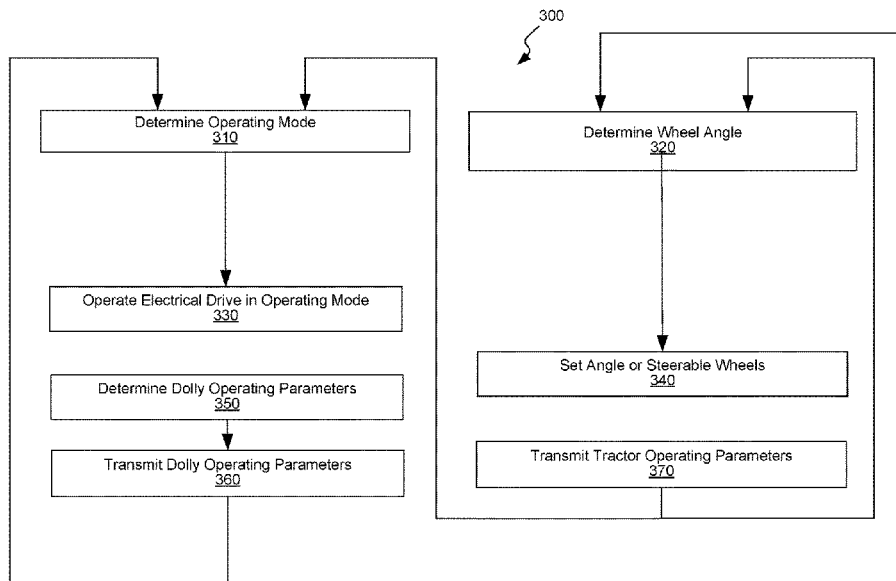 300
Determine Operating Mode
310
Determine Wheel Angle
320
Operate Electrical Drive in Operating Mode
330
Set Angle or Steerable Wheels
340
Determine Dolly Operating Parameters
350
Transmit Dolly Operating Parameters
360
Transmit Tractor Operating Parameters
370